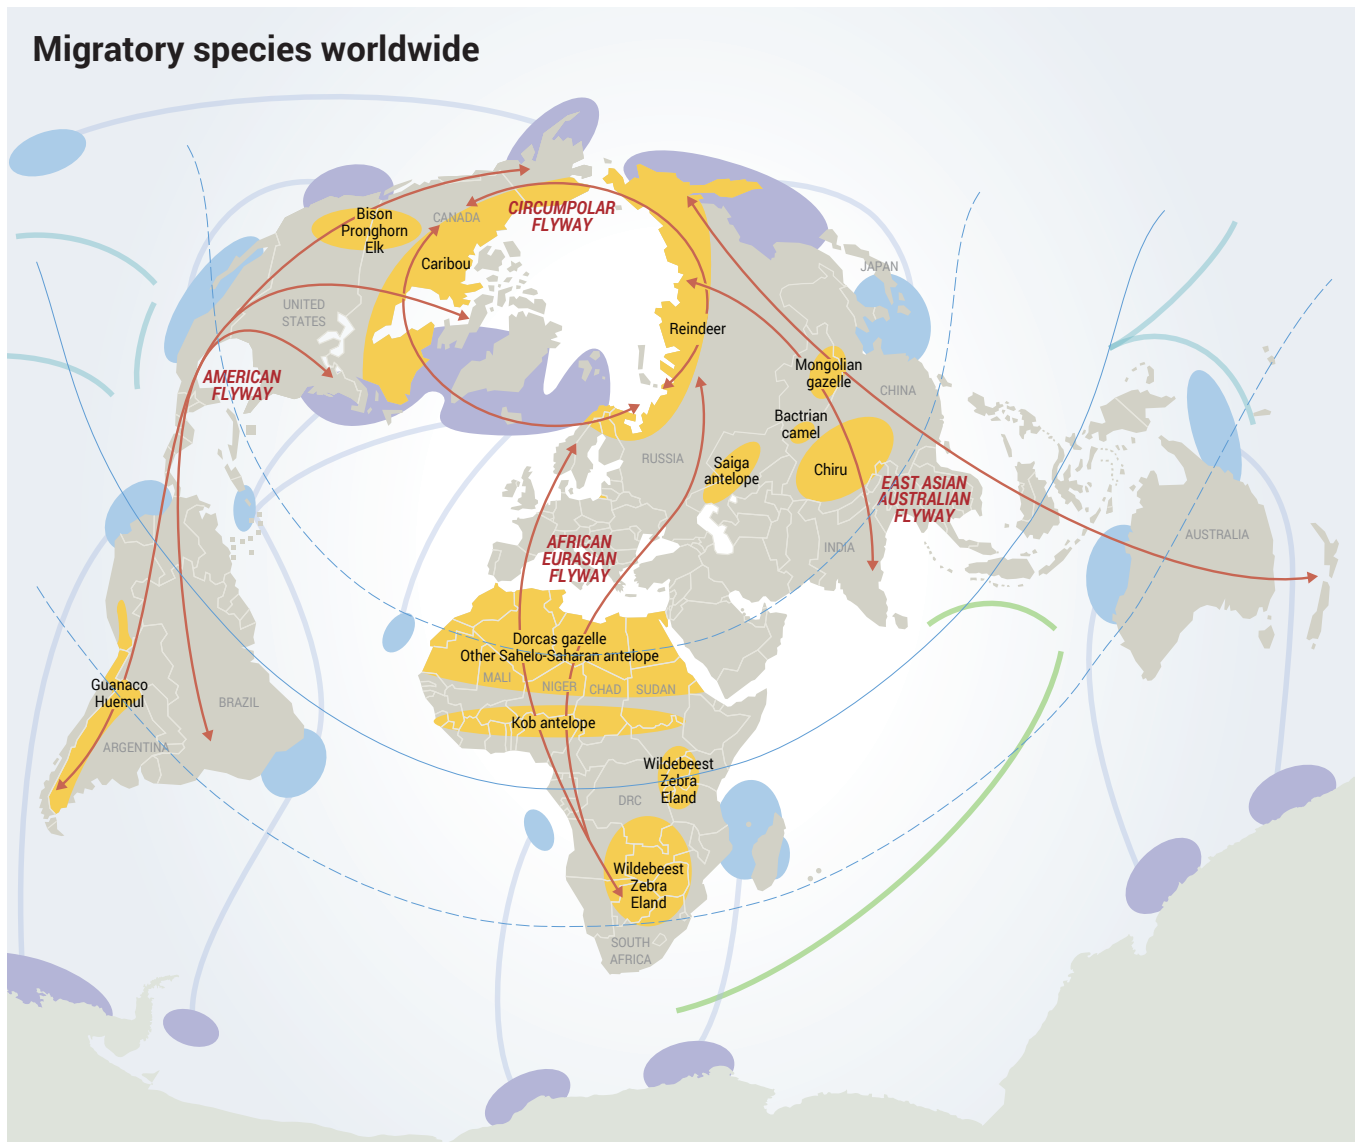 Migratory species worldwide
CIRCUMPOLAR
FLYWAY
CANADA
Bison
Pronghorn
Elk
Caribou
UNITED
STATES
AMERICAN
FLYWAY
JAPAN
Reindeer
Mongolian
gazelle
CHINA
Bactrian
camel
RUSSIA
Saiga
antelope
Chiru
EAST ASIAN
AUSTRALIAN
FLYWAY
AUSTRALIA
INDIA
AFRICAN
EURASIAN
FLYWAY
Dorcas gazelle
Other Sahelo-Saharan antelope
MALI
NIGER
CHAD
SUDAN
Kob antelope
Guanaco
Huemul
BRAZIL
ARGENTINA
Wildebeest
Zebra
Eland
DRC
Wildebeest
Zebra
Eland
SOUTH
AFRICA